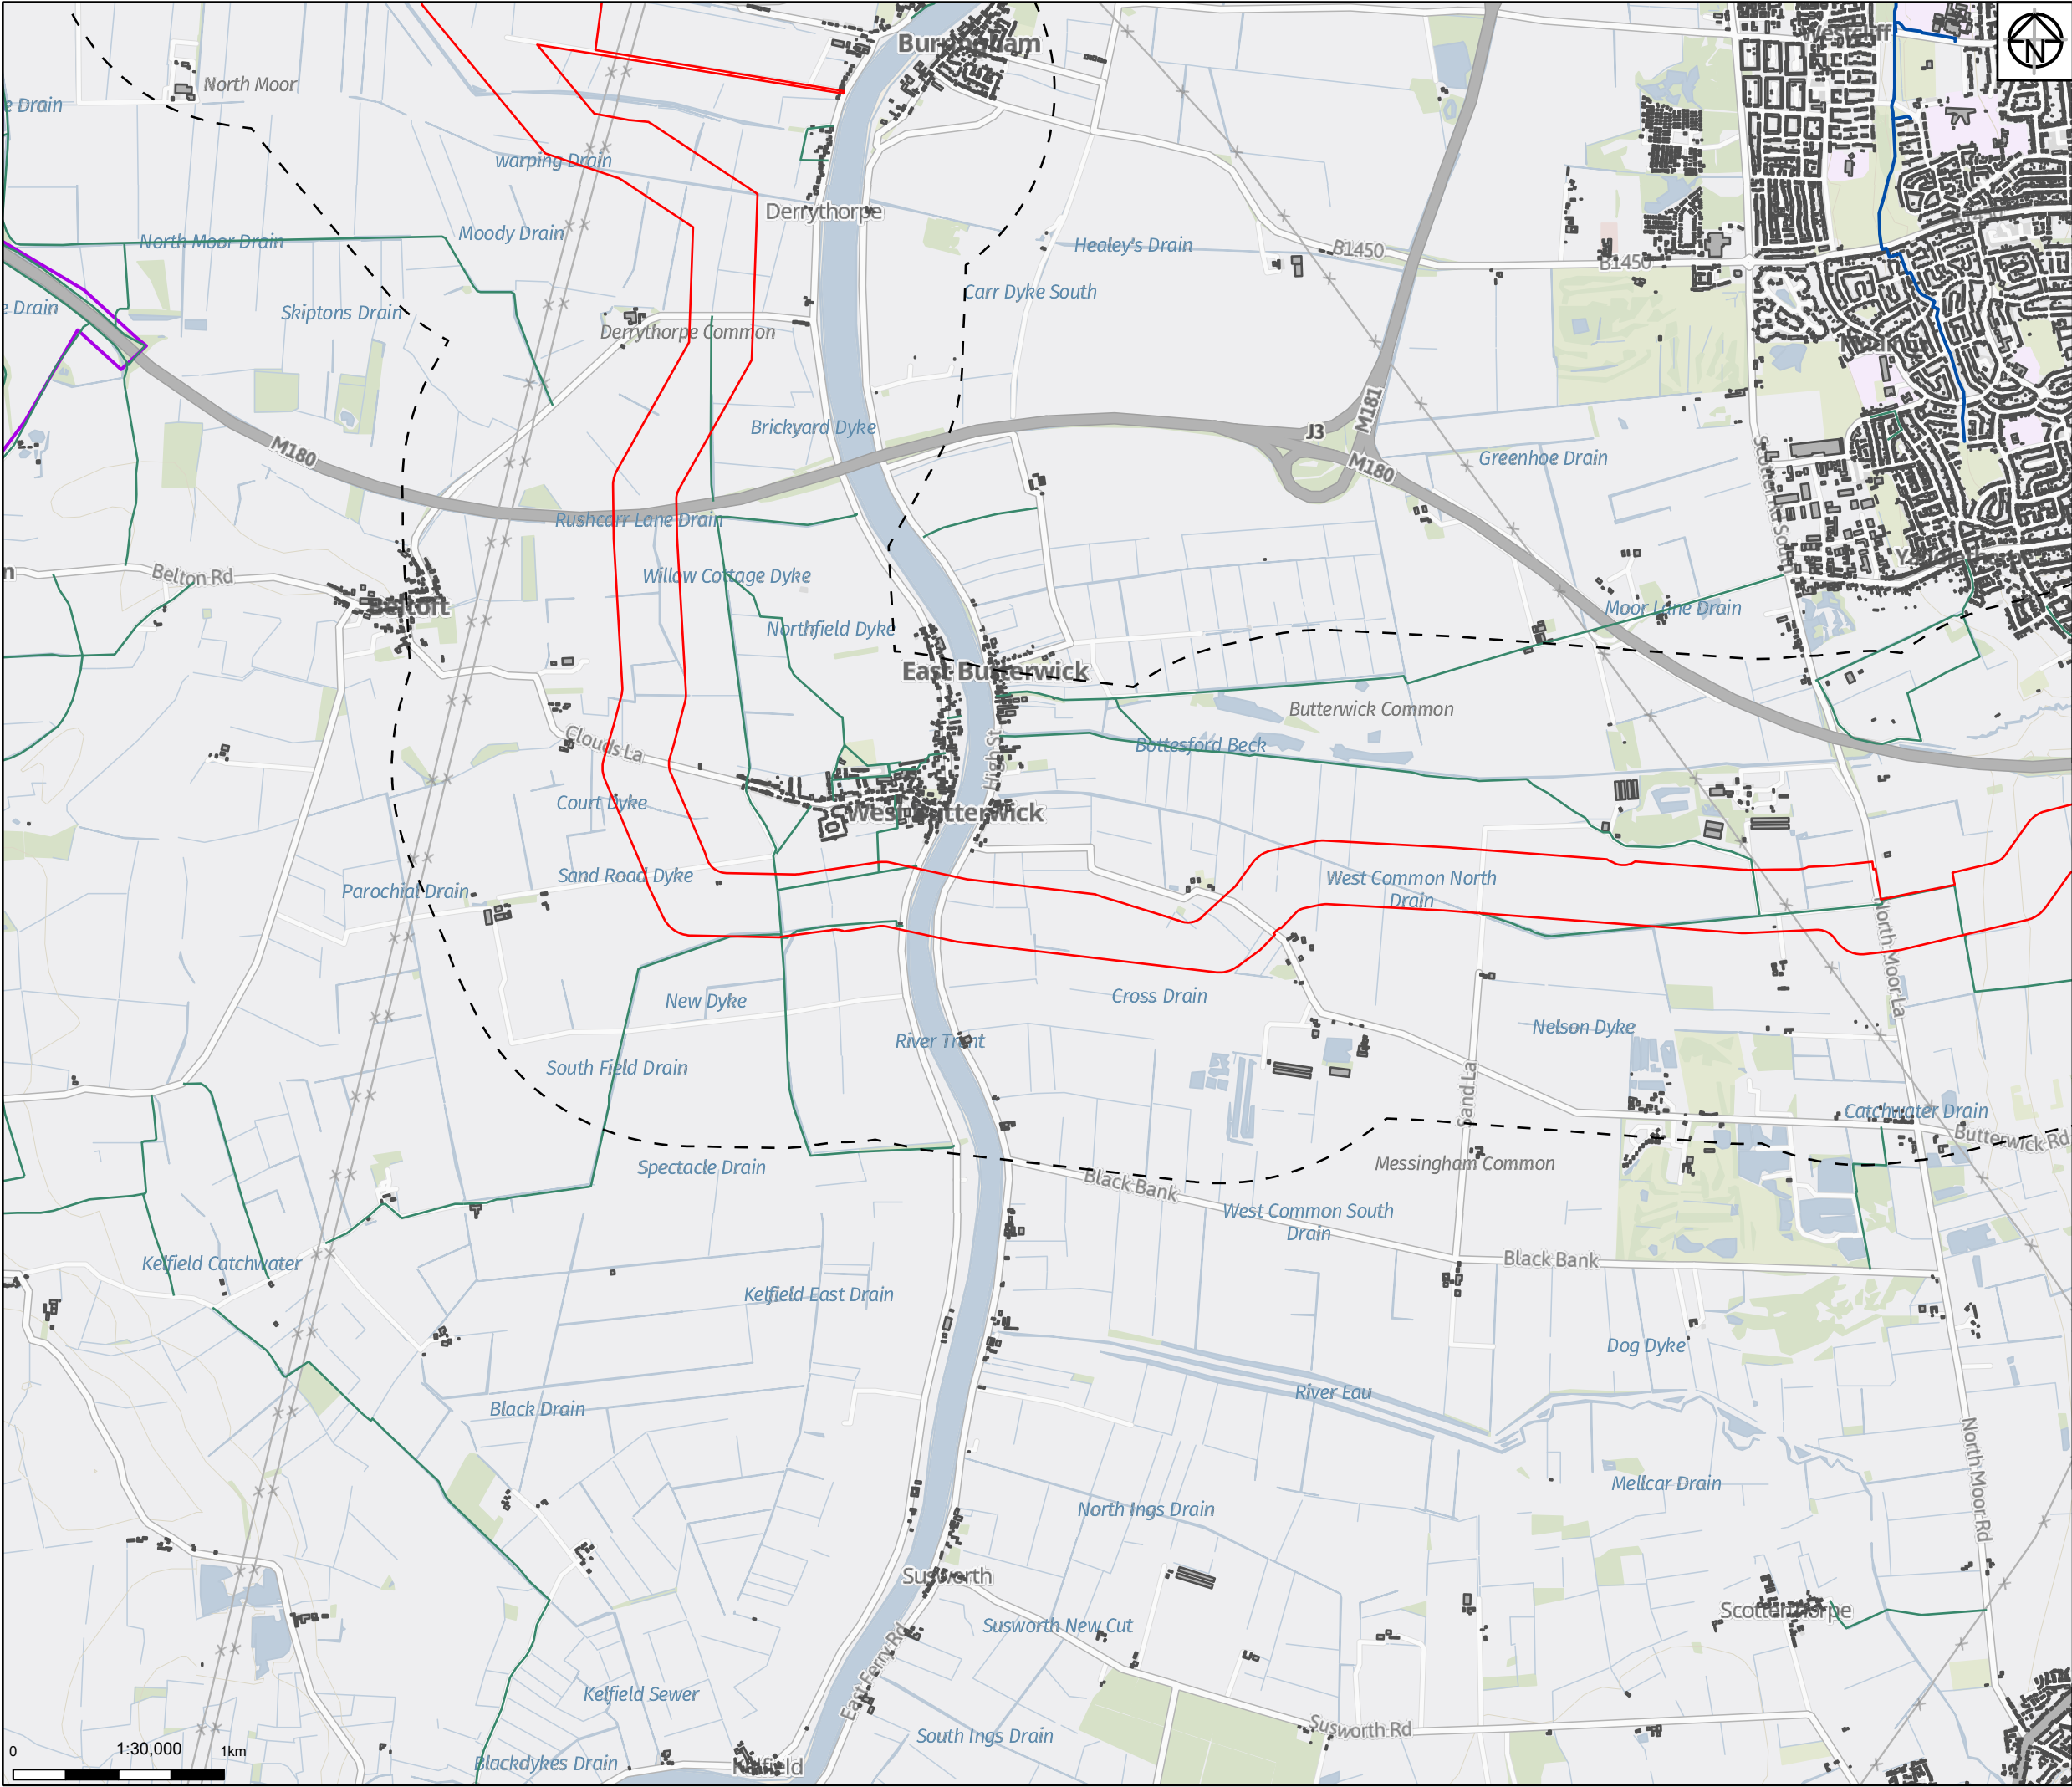 Burringham
Westcliff
N
North Moor
e Drain
warping Drain
Derrythorpe
Moody Drain
North Moor Drain
Healey's Drain
B1450
B1450
Carr Dyke South
e Drain
Skiptons Drain
Derrythorpe Common
M181
Brickyard Dyke
J3
M180
M180
Greenhoe Drain
Scotter Rd South
Rushcarr Lane Drain
n
Belton Rd
Willow Cottage Dyke
Beltoft
Moor Lane Drain
Northfield Dyke
East Butterwick
Butterwick Common
Clouds La
High St
Bottesford Beck
Court Dyke
West Butterwick
Sand Road Dyke
Parochial Drain
West Common North
Drain
North Moor La
New Dyke
Cross Drain
Nelson Dyke
River Trent
South Field Drain
Sand La
Catchwater Drain
Butterwick Rd
Spectacle Drain
Messingham Common
Black Bank
West Common South
Drain
Kelfield Catchwater
Black Bank
Kelfield East Drain
Dog Dyke
River Eau
Black Drain
North Moor Rd
Mellcar Drain
North Ings Drain
Susworth
Scotterthorpe
Susworth New Cut
East Ferry Rd
Kelfield Sewer
Susworth Rd
South Ings Drain
0 1:30,000 1km
Blackdykes Drain
Kelfield